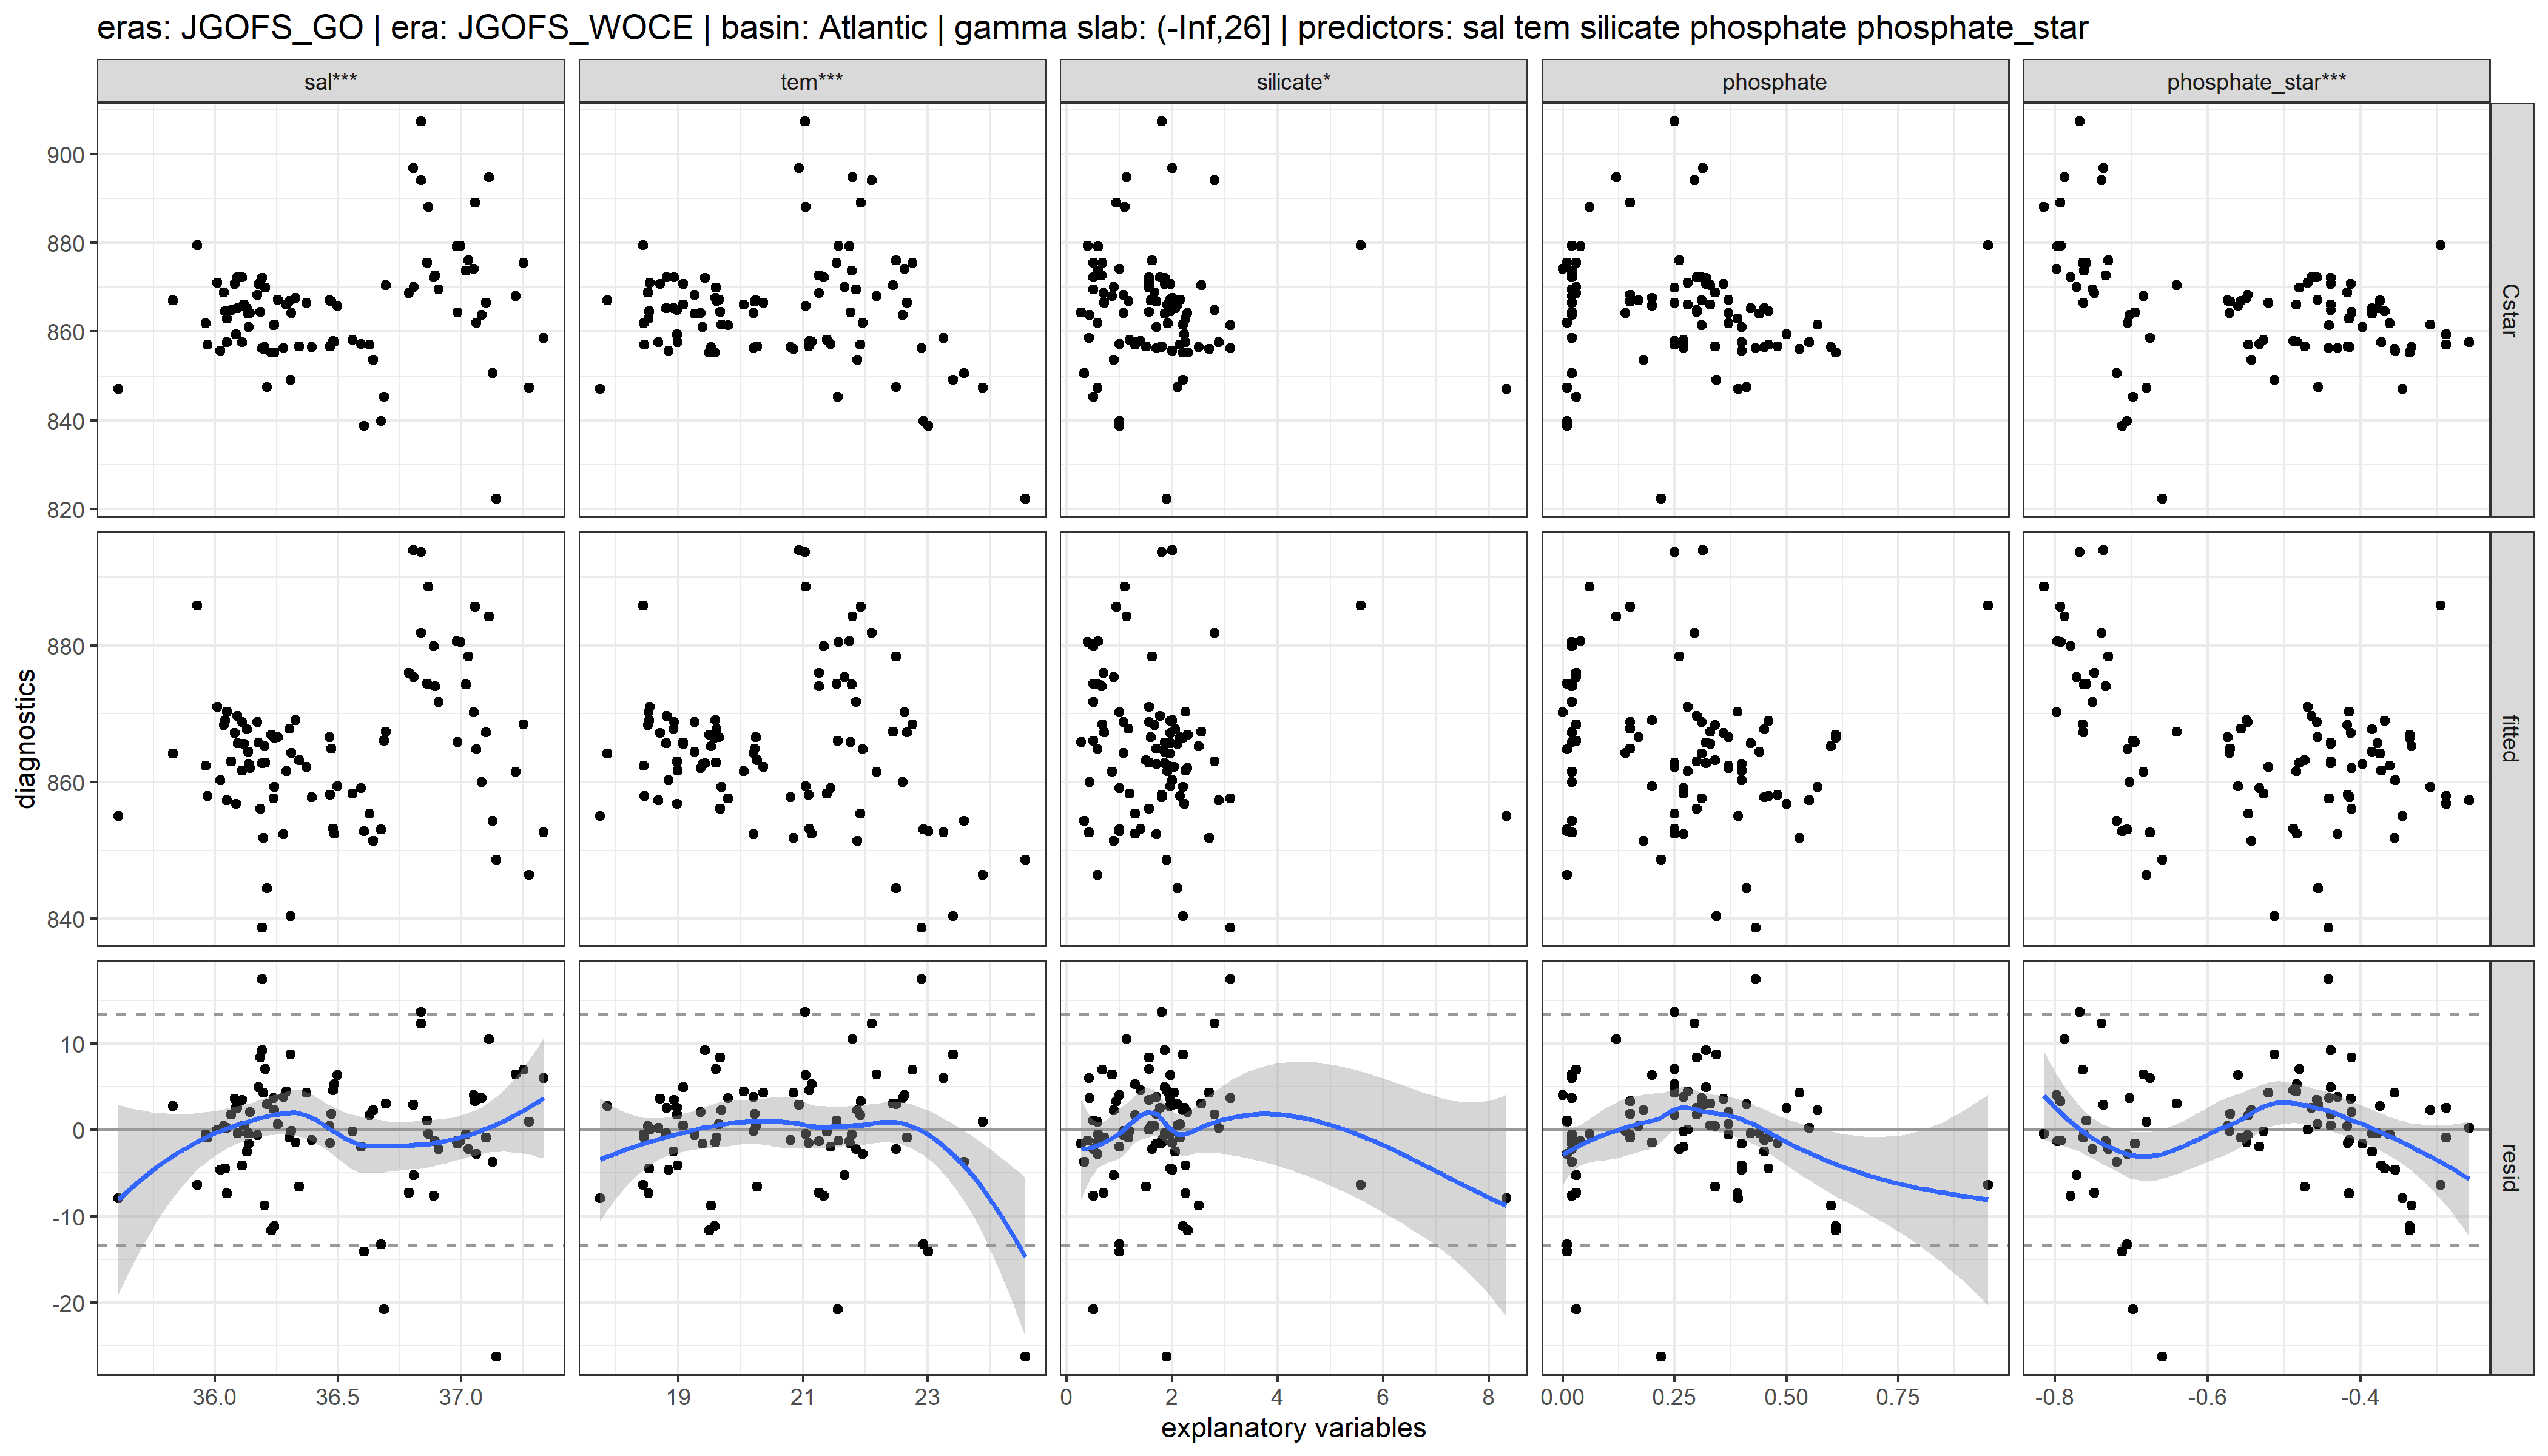 eras: JGOFS_GO | era: JGOFS_WOCE | basin: Atlantic | gamma slab: (-Inf,26] | predictors: sal tem silicate phosphate phosphate_star
sal*** tem*** silicate* phosphate phosphate_star***
900
880
860
840
820
Cstar
880
860
840
fitted
diagnostics
10
0
-10
-20
resid
36.0 36.5 37.0 19 21 23 0 2 4 6 8 0.00 0.25 0.50 0.75 -0.8 -0.6 -0.4
explanatory variables